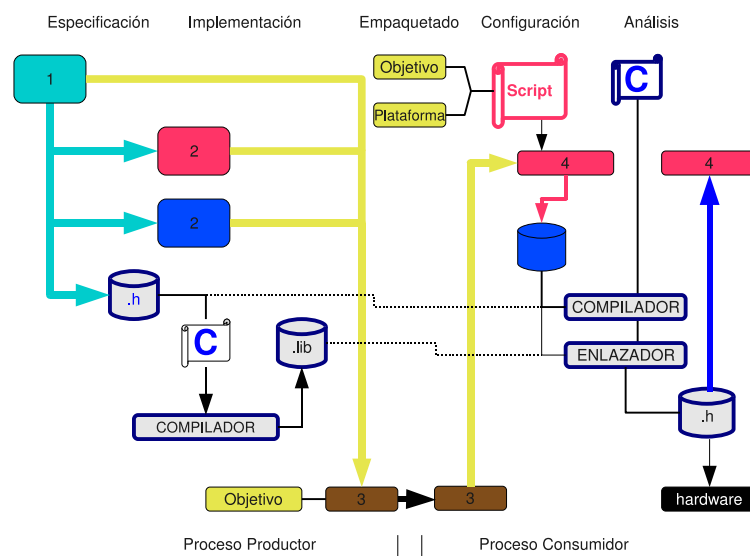 Especificación
Implementación
Empaquetado
Configuración
Análisis
1
Objetivo
Plataforma
Script
C
2
4
4
2
.h
C
.lib
COMPILADOR
ENLAZADOR
COMPILADOR
.h
Objetivo
3
3
hardware
Proceso Productor
Proceso Consumidor